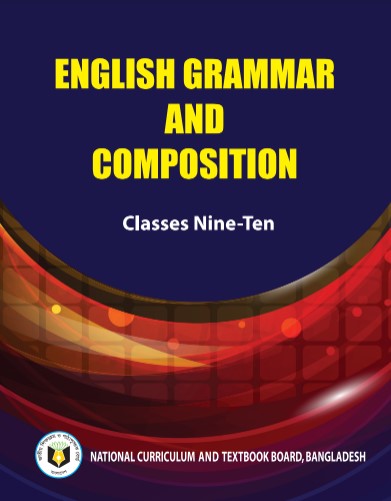 ENGLISH GRAMMAR
AND
COMPOSITION
Classes Nine-Ten
NATIONAL CURRICULUM AND TEXTBOOK BOARD, BANGLADESH